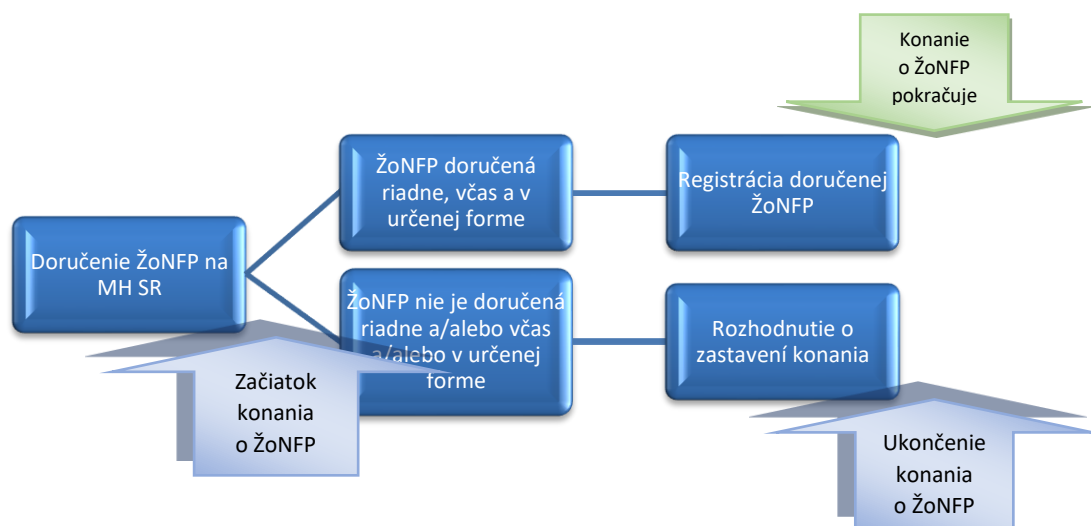 Konanie
o ŽoNFP
pokračuje
ŽoNFP doručená
riadne, včas a v
určenej forme
Registrácia doručenej
ŽoNFP
Doručenie ŽoNFP na
MH SR
ŽoNFP nie je doručená
riadne a/alebo včas
a/alebo v určenej
forme
Rozhodnutie o
zastavení konania
Začiatok
konania
o ŽoNFP
Ukončenie
konania
o ŽoNFP